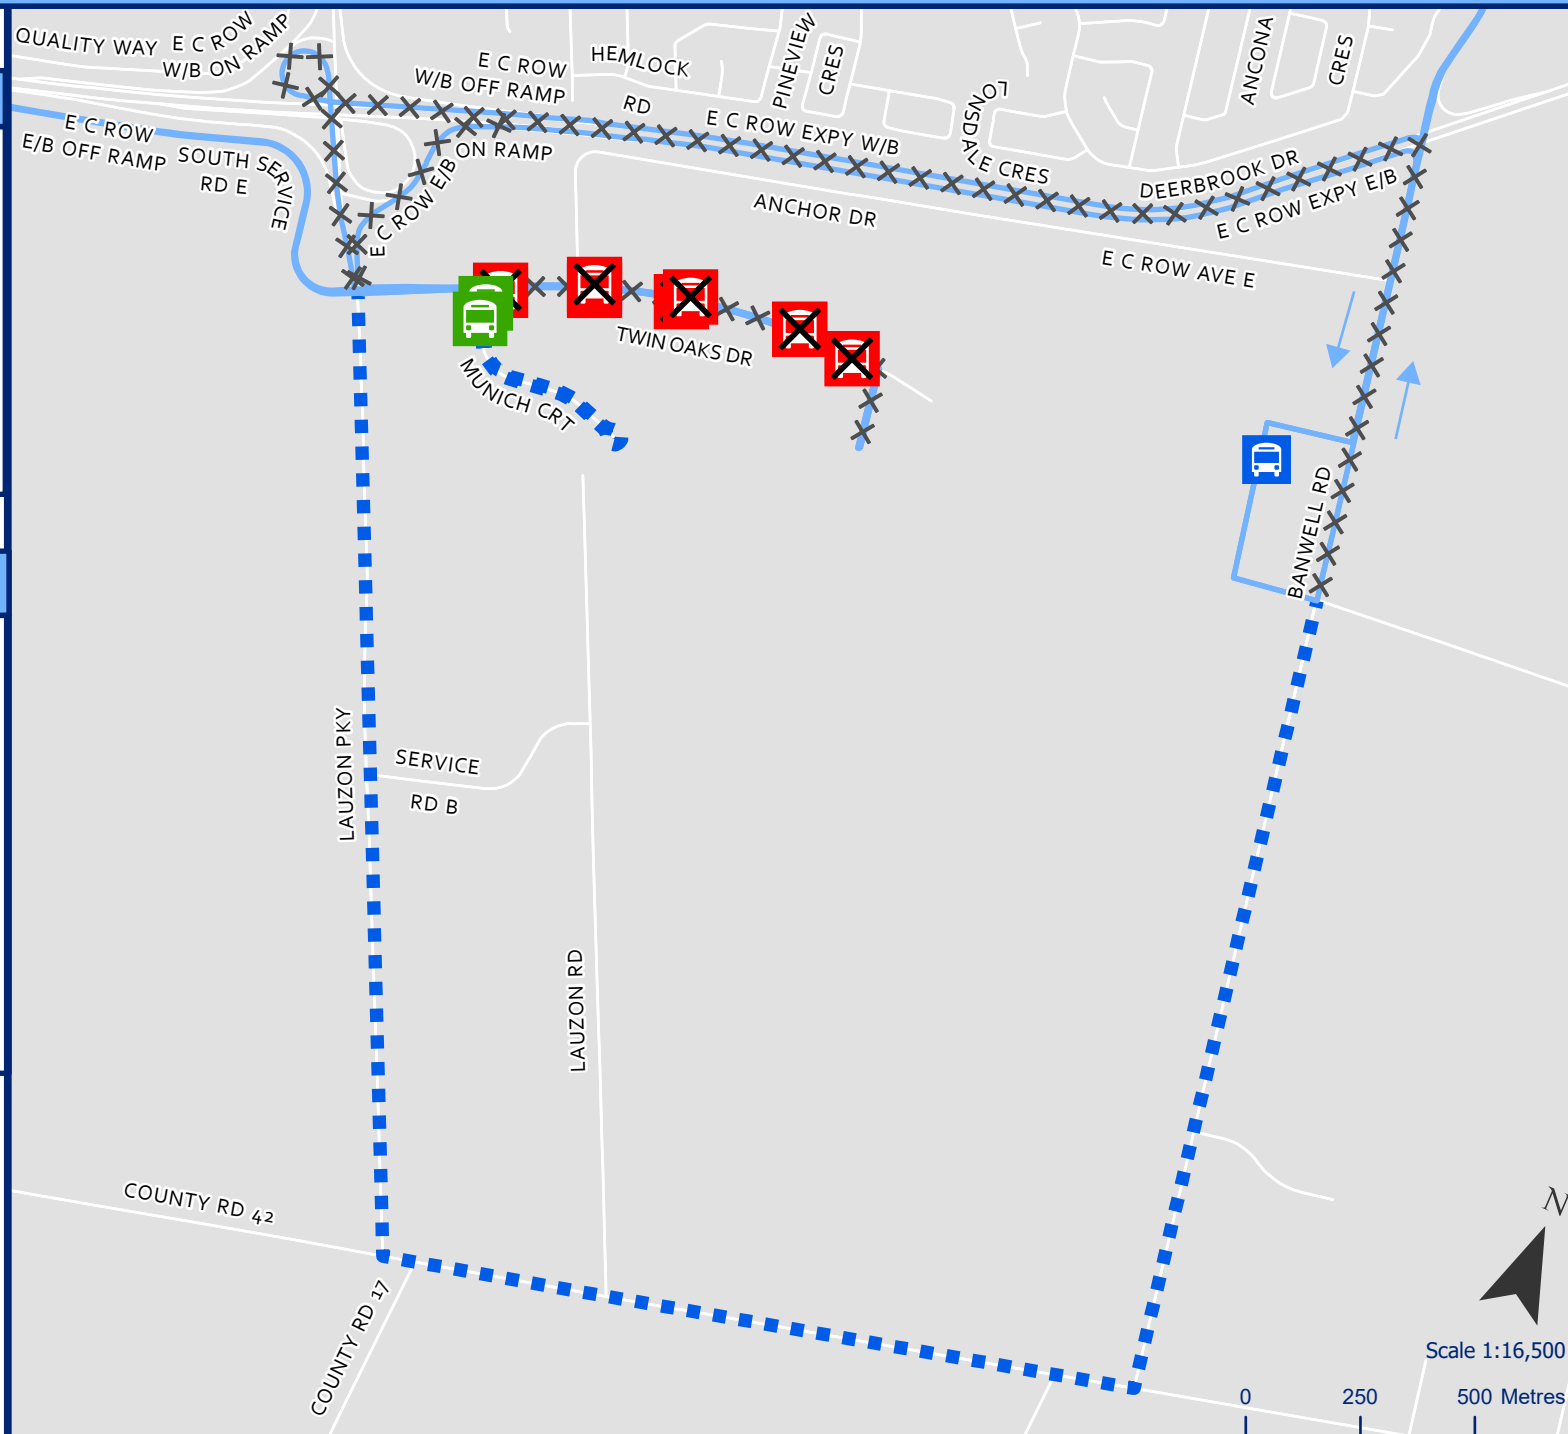 QUALITY WAY
E C ROW
W/B ON RAMP
E C ROW
W/B OFF RAMP
HEMLOCK
RD
PINEVIEW
CRES
LONSDALE CRES
ANCONA
CRES
E C ROW
E/B OFF RAMP
SOUTH SERVICE
RD E
E C ROW E/B
ON RAMP
E C ROW EXPY W/B
DEERBROOK DR
E C ROW EXPY E/B
ANCHOR DR
E C ROW AVE E
TWIN OAKS DR
MUNICH CRT
BANWELL RD
LAUZON PKY
SERVICE
RD B
LAUZON RD
COUNTY RD 42
COUNTY RD 17
N
Scale 1:16,500
0 250 500 Metres